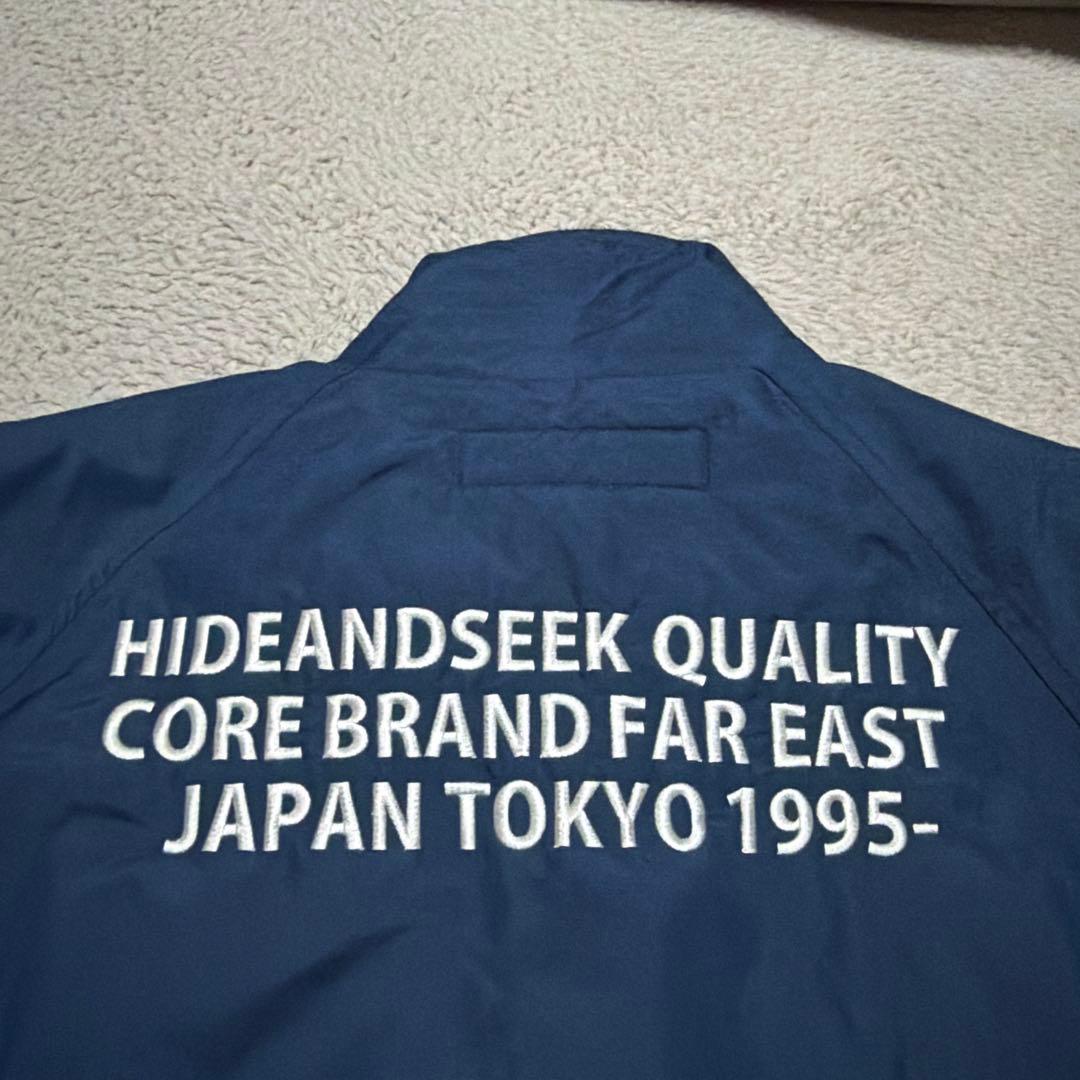 HIDEANDSEEK QUALITY
CORE BRAND FAR EAST
JAPAN TOKYO 1995-